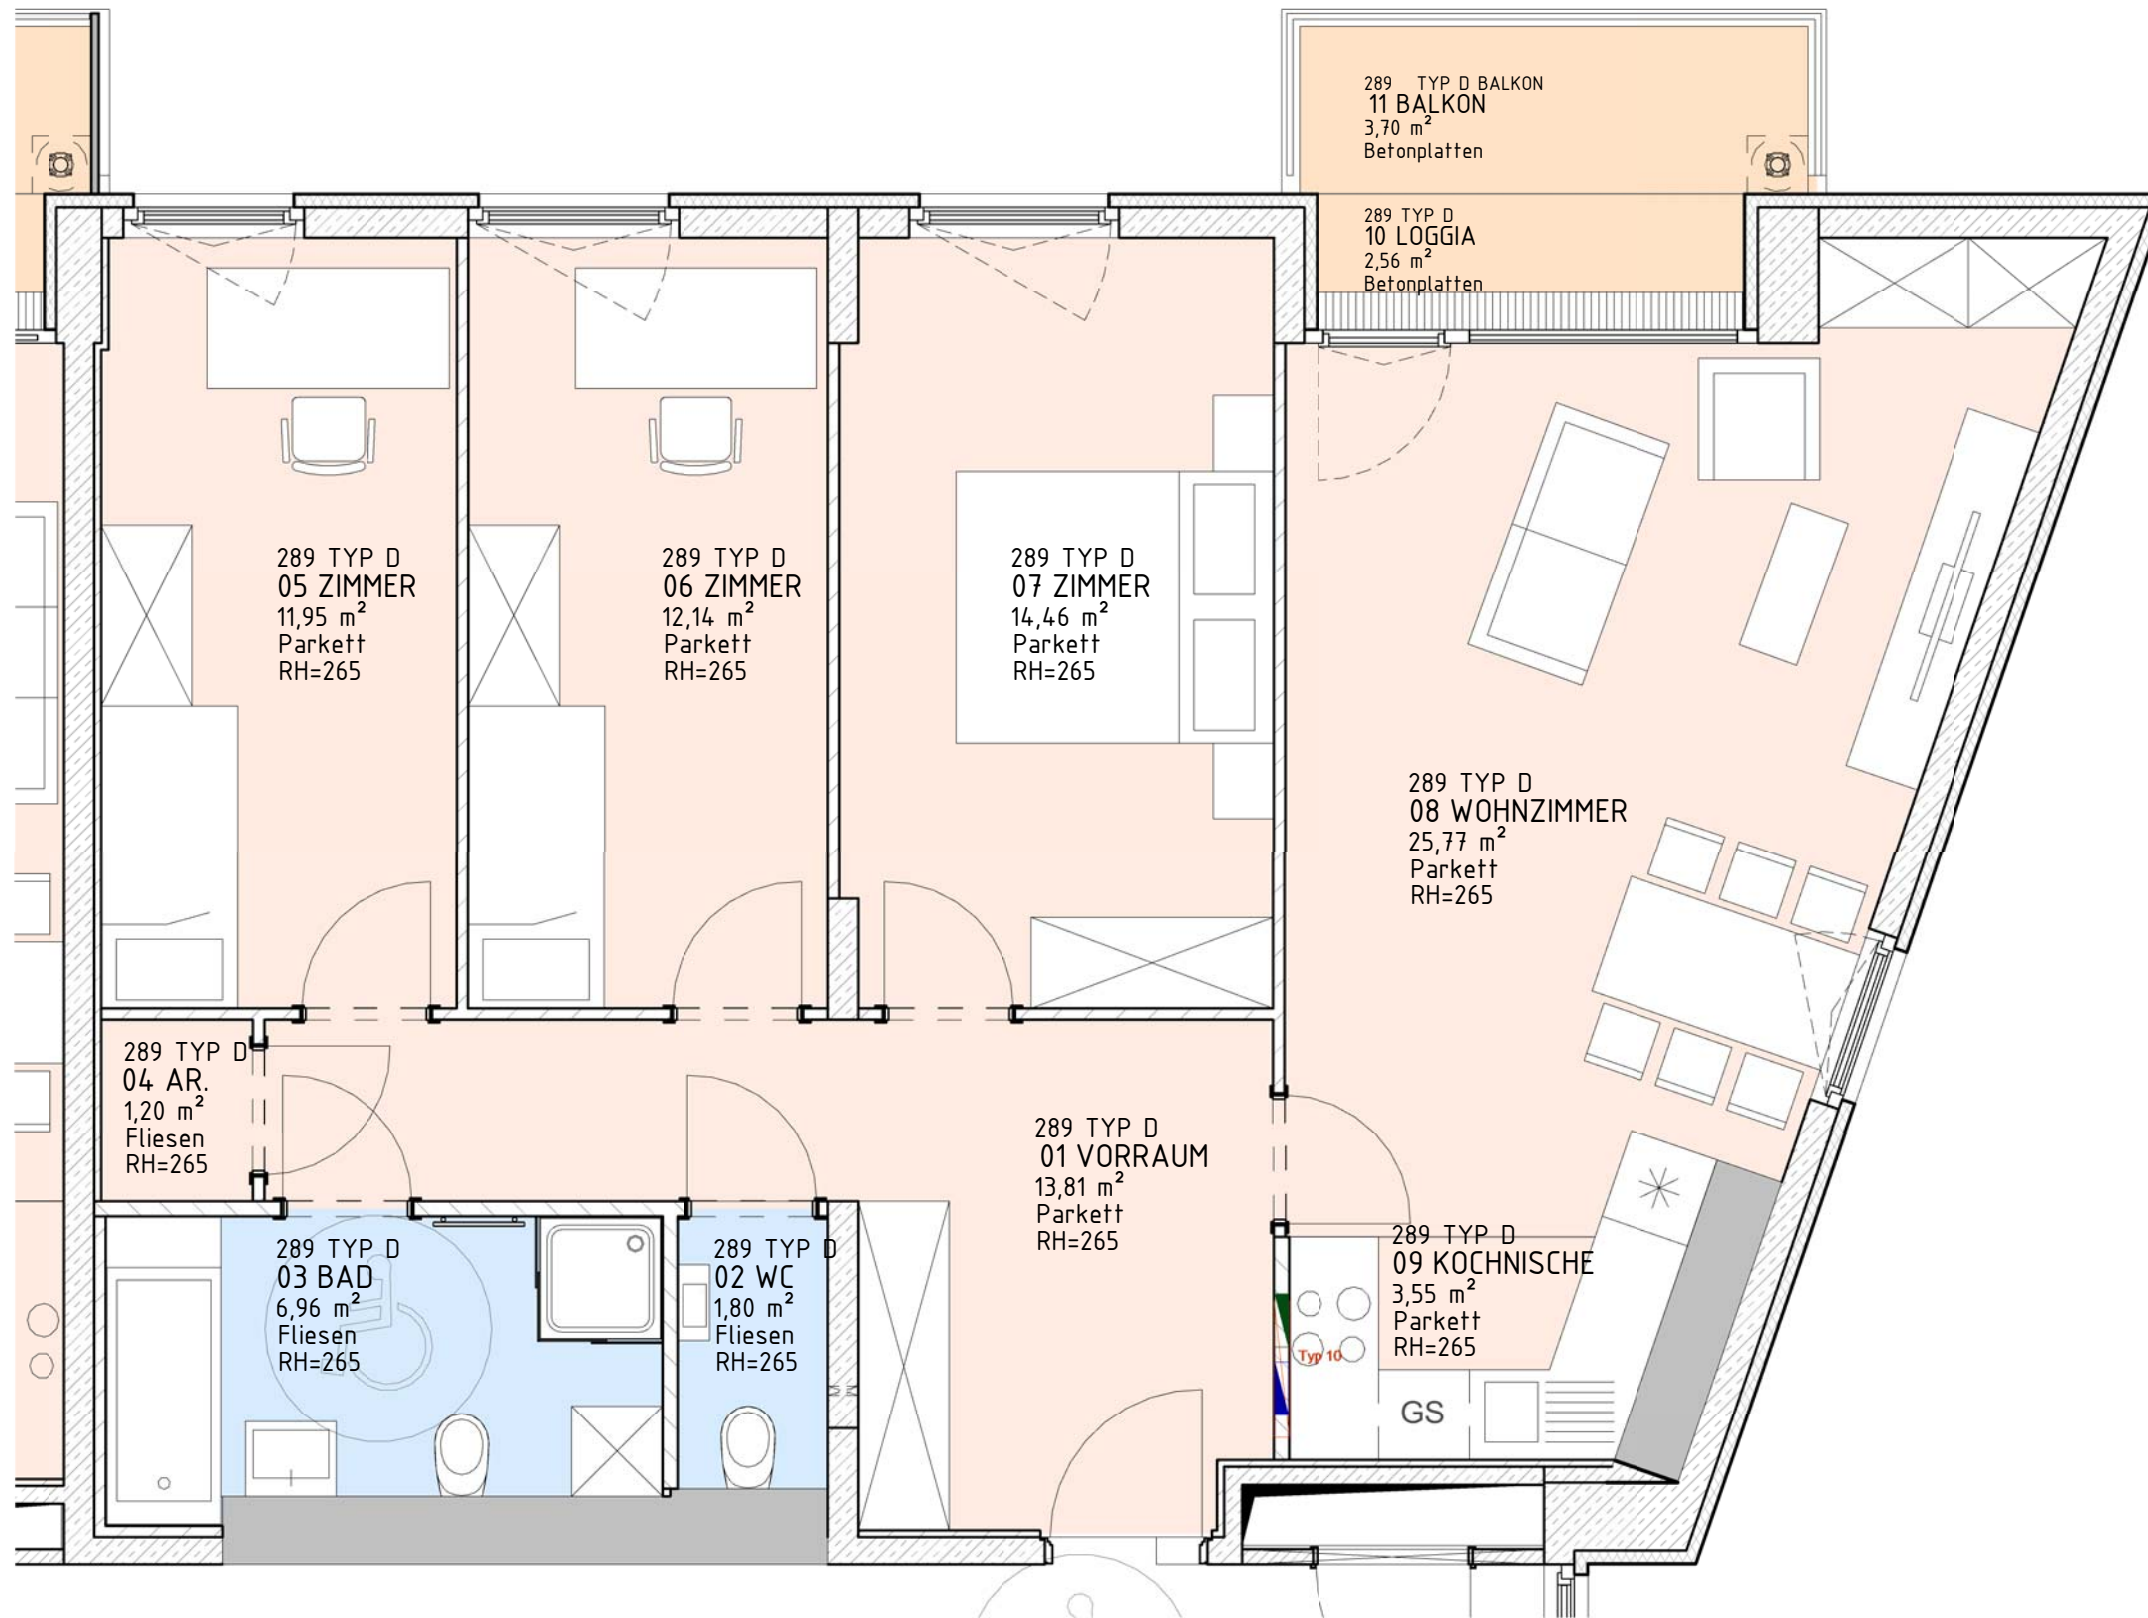 289 TYP D BALKON
11 BALKON
3,70 m²
Betonplatten
289 TYP D
10 LOGGIA
2,56 m²
Betonplatten
289 TYP D
05 ZIMMER
11,95 m²
Parkett
RH=265
289 TYP D
06 ZIMMER
12,14 m²
Parkett
RH=265
289 TYP D
07 ZIMMER
14,46 m²
Parkett
RH=265
289 TYP D
08 WOHNZIMMER
25,77 m²
Parkett
RH=265
289 TYP D
04 AR.
1,20 m²
Fliesen
RH=265
289 TYP D
01 VORRAUM
13,81 m²
Parkett
RH=265
289 TYP D
03 BAD
6,96 m²
Fliesen
RH=265
289 TYP D
02 WC
1,80 m²
Fliesen
RH=265
289 TYP D
09 KOCHNISCHE
3,55 m²
Parkett
RH=265
Typ 10
GS